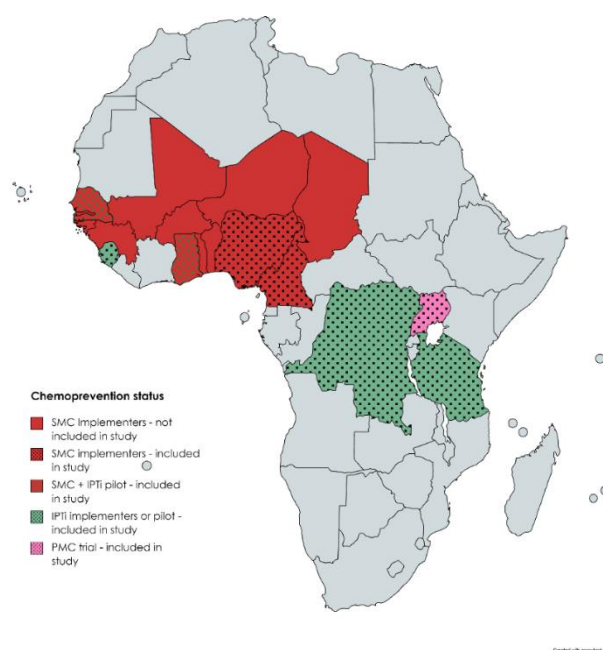 Chemoprevention status
SMC Implementers - not
included in study
SMC implementers - included
in study
SMC + IPTi pilot - included
in study
IPTi implementers or pilot -
included in study
PMC trial - included in
study